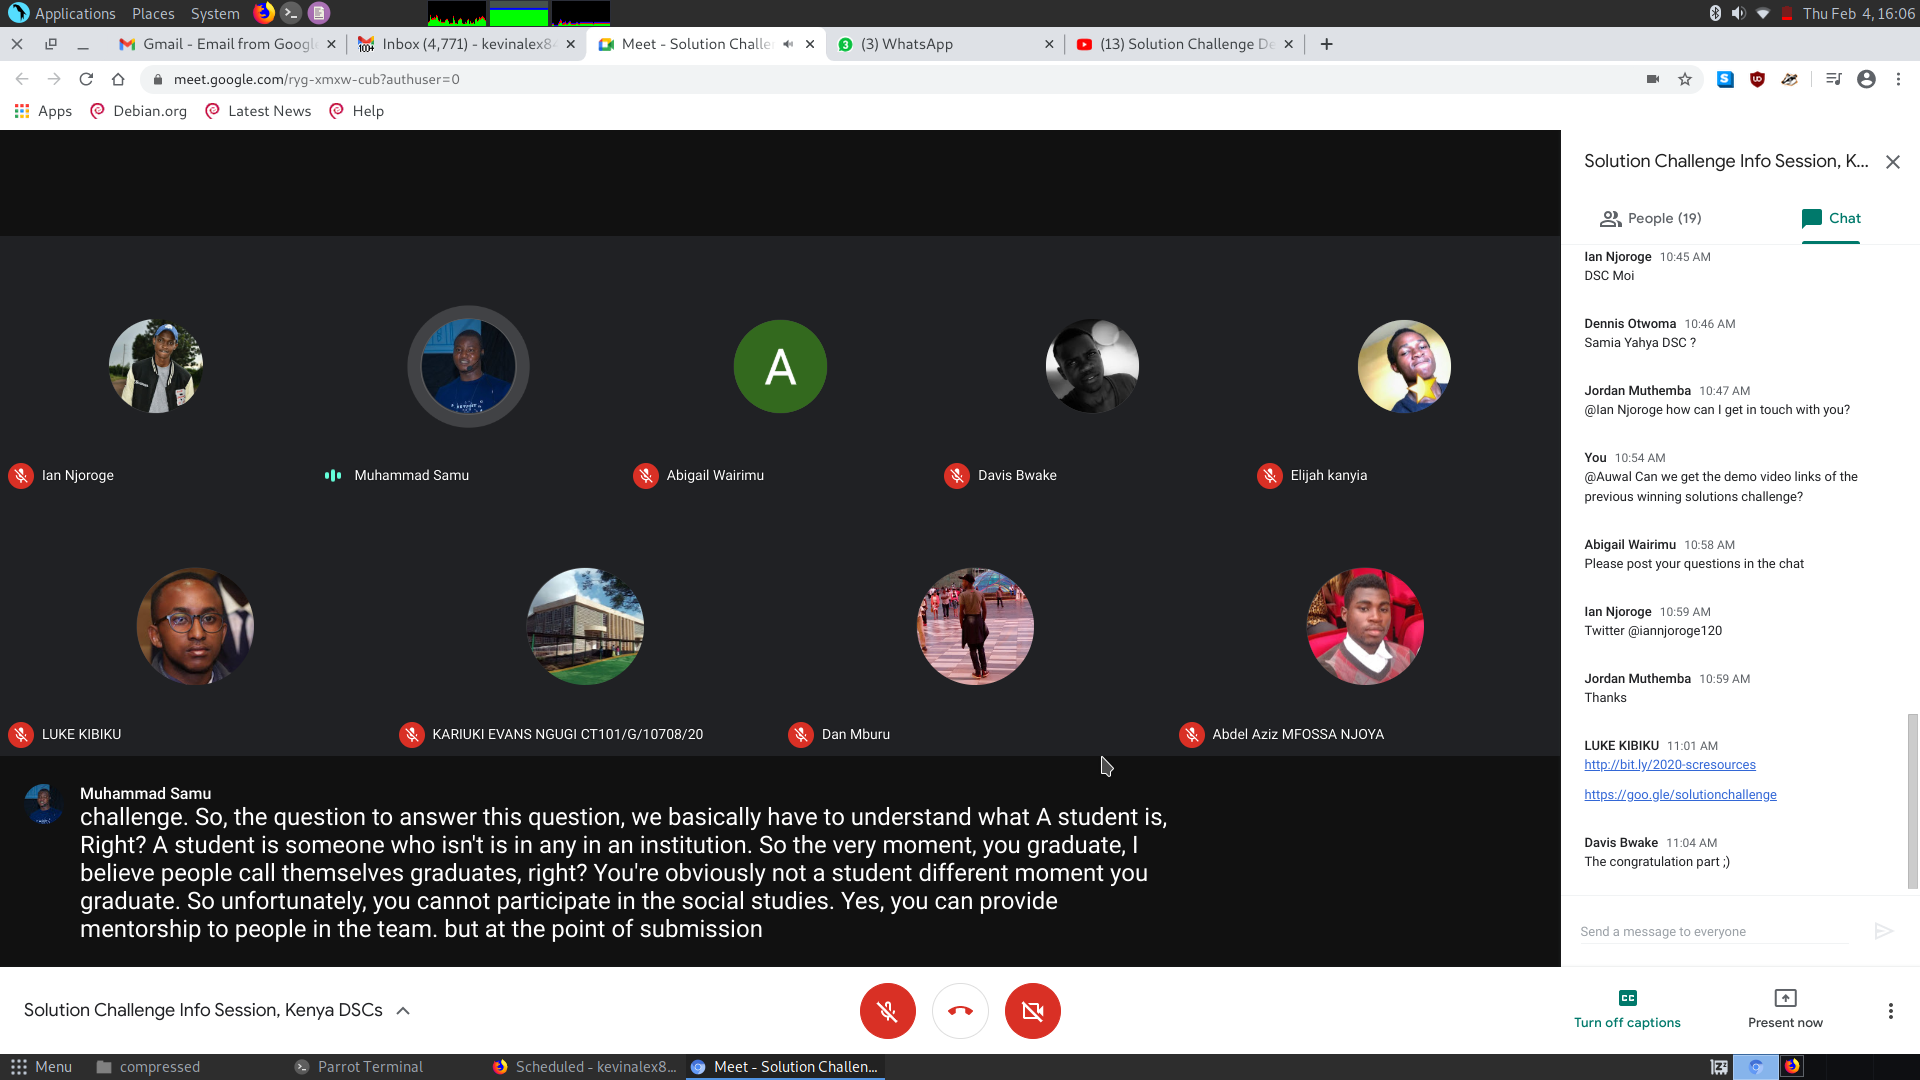 Applications Places System
Thu Feb 4, 16:06
Gmail - Email from Googl
Inbox (4,771) - kevinalex8
Meet - Solution Challe
(3) WhatsApp
(13) Solution Challenge De
meet.google.com/ryg-xmxw-cub?authuser=0
Apps Debian.org Latest News Help
Solution Challenge Info Session, K...
People (19) Chat
Ian Njoroge 10:45 AM
DSC Moi
Dennis Otwoma 10:46 AM
Samia Yahya DSC ?
Jordan Muthemba 10:47 AM
@Ian Njoroge how can I get in touch with you?
You 10:54 AM
@Auwal Can we get the demo video links of the
previous winning solutions challenge?
Abigail Wairimu 10:58 AM
Please post your questions in the chat
Ian Njoroge 10:59 AM
Twitter @iannjoroge120
Jordan Muthemba 10:59 AM
Thanks
LUKE KIBIKU 11:01 AM
http://bit.ly/2020-scresources
https://goo.gle/solutionchallenge
Davis Bwake 11:04 AM
The congratulation part ;)
Send a message to everyone
A
Ian Njoroge
Muhammad Samu
Abigail Wairimu
Davis Bwake
Elijah kanyia
LUKE KIBIKU
KARIUKI EVANS NGUGI CT101/G/10708/20
Dan Mburu
Abdel Aziz MFOSSA NJOYA
Muhammad Samu
challenge. So, the question to answer this question, we basically have to understand what A student is,
Right? A student is someone who isn't is in any in an institution. So the very moment, you graduate, I
believe people call themselves graduates, right? You're obviously not a student different moment you
graduate. So unfortunately, you cannot participate in the social studies. Yes, you can provide
mentorship to people in the team. but at the point of submission
Solution Challenge Info Session, Kenya DSCs
Turn off captions
Present now
Menu
compressed
Parrot Terminal
Scheduled - kevinalex8...
Meet - Solution Challen...